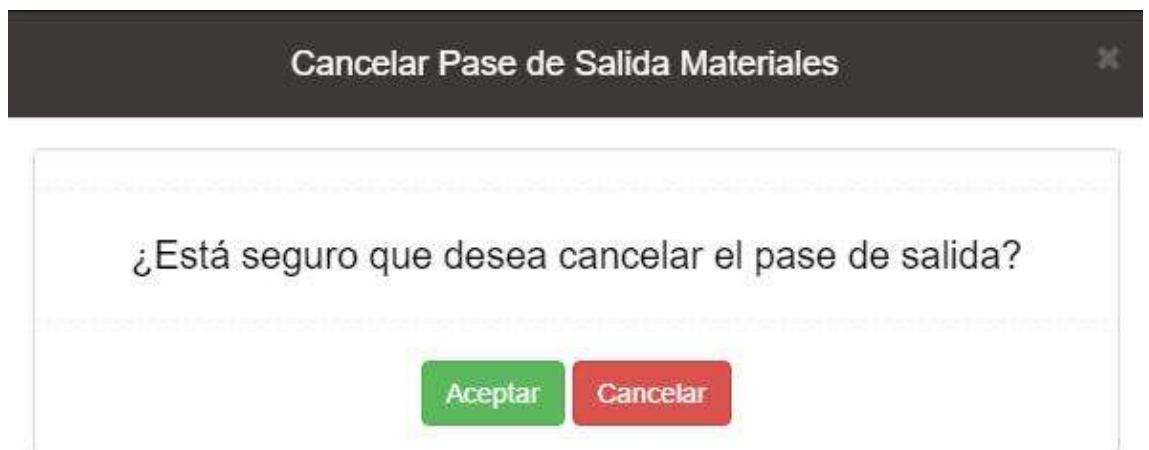 Cancelar Pase de Salida Materiales
¿Está seguro que desea cancelar el pase de salida?
Aceptar Cancelar